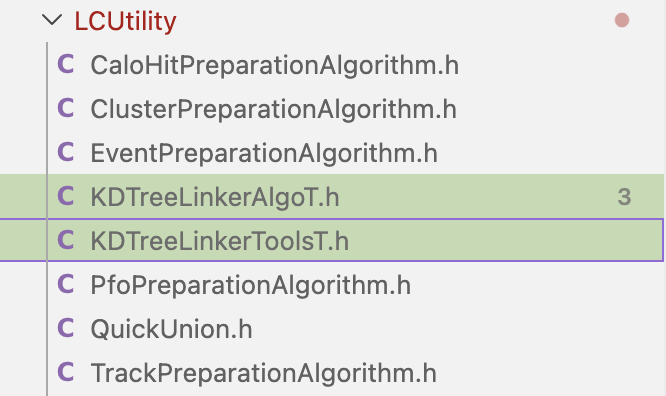 LCUtility
C CaloHitPreparationAlgorithm.h
C ClusterPreparationAlgorithm.h
C EventPreparationAlgorithm.h
C KDTreeLinkerAlgoT.h 3
C KDTreeLinkerToolsT.h
C PfoPreparationAlgorithm.h
C QuickUnion.h
C TrackPreparationAlgorithm.h